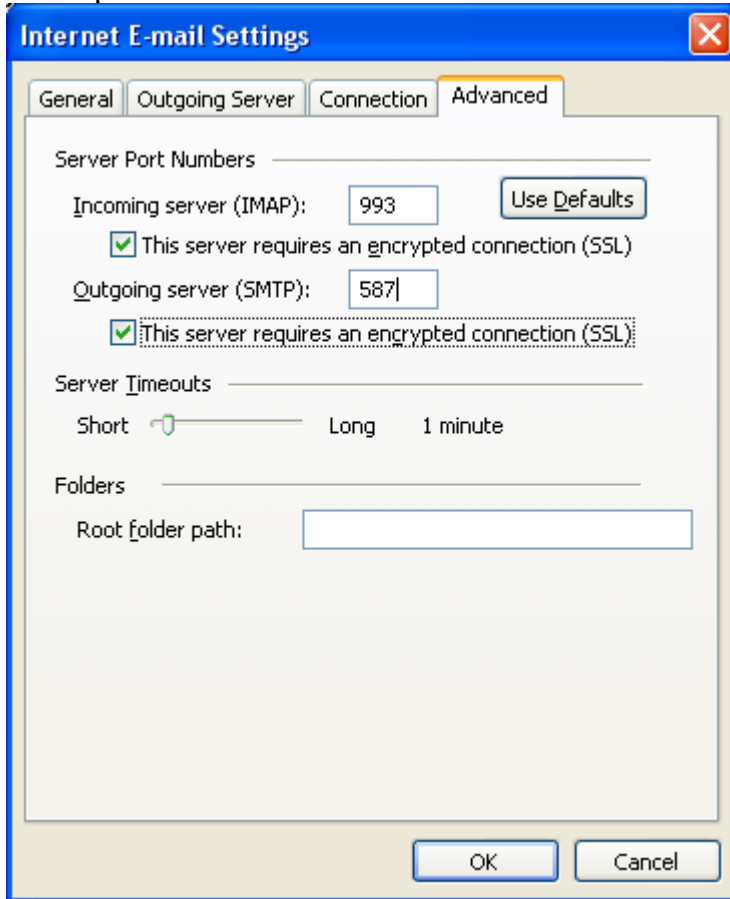 Internet E-mail Settings
General Outgoing Server Connection Advanced
Server Port Numbers
Incoming server (IMAP): 993 Use Defaults
This server requires an encrypted connection (SSL)
Outgoing server (SMTP): 587
This server requires an encrypted connection (SSL)
Server Timeouts
Short Long 1 minute
Folders
Root folder path:
OK Cancel